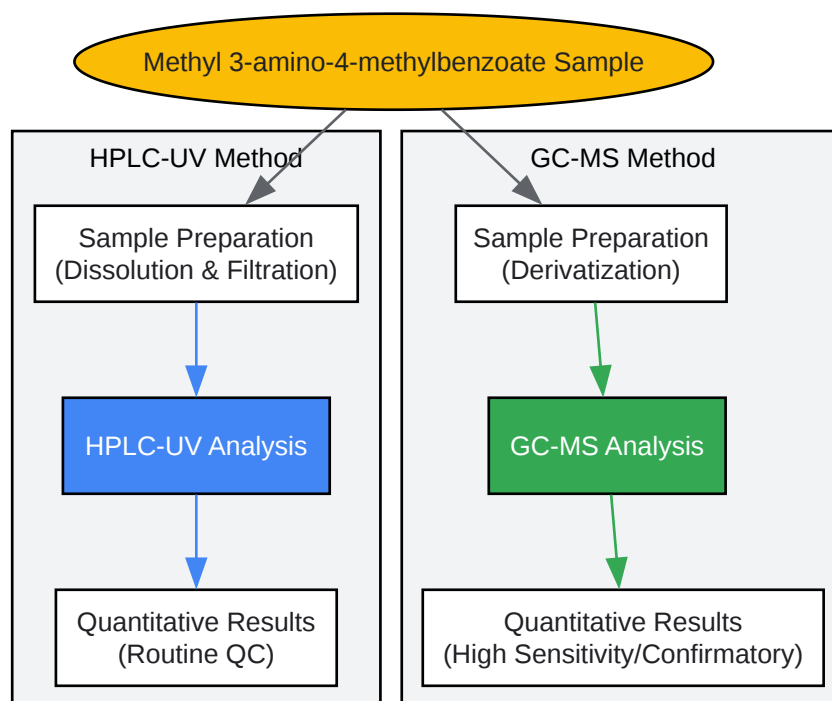 Methyl 3-amino-4-methylbenzoate Sample
HPLC-UV Method
Sample Preparation
(Dissolution & Filtration)
HPLC-UV Analysis
Quantitative Results
(Routine QC)
GC-MS Method
Sample Preparation
(Derivatization)
GC-MS Analysis
Quantitative Results
(High Sensitivity/Confirmatory)